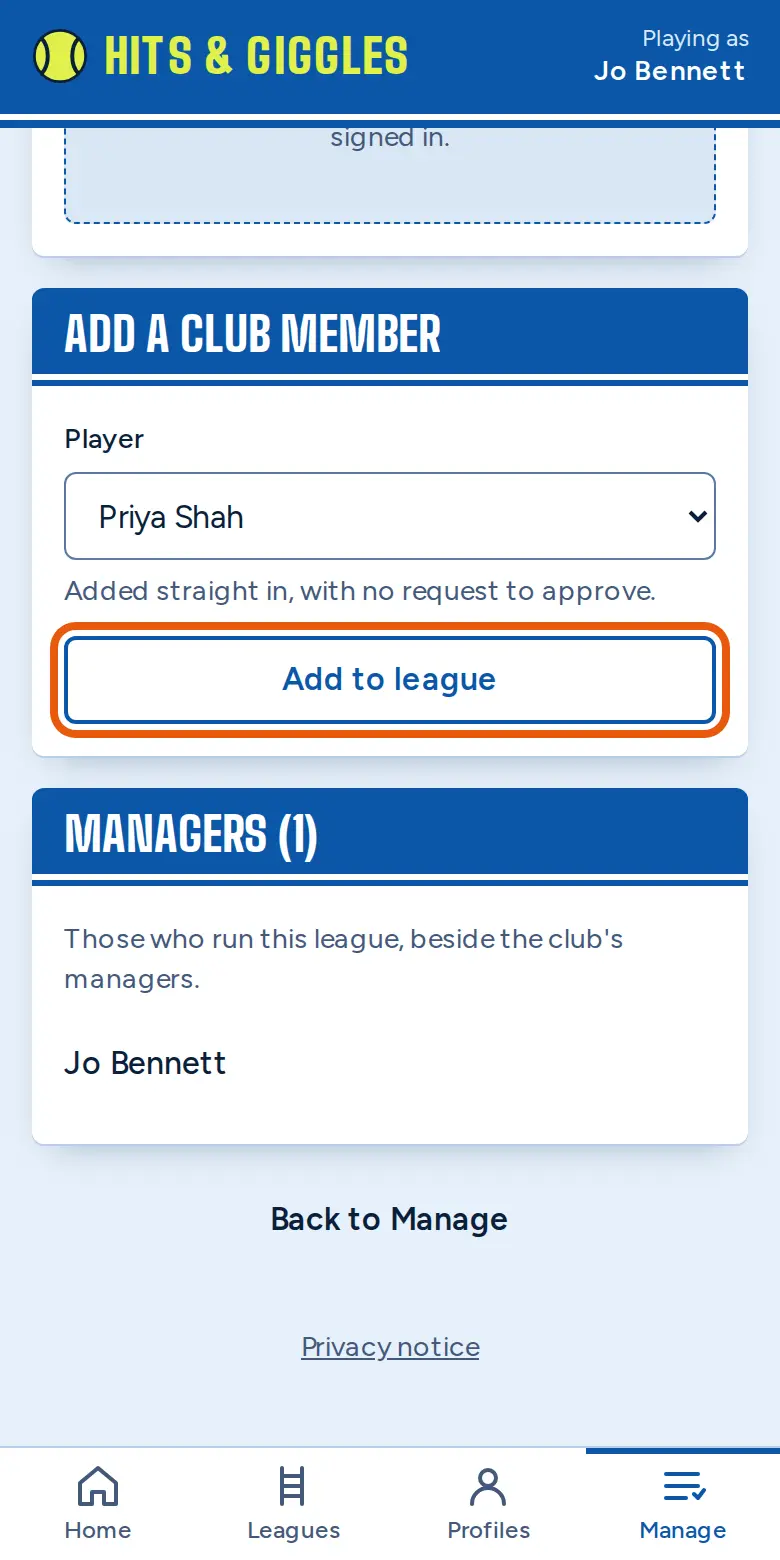 HITS & GIGGLES
Playing as
Jo Bennett
signed in.
ADD A CLUB MEMBER
Player
Priya Shah
Added straight in, with no request to approve.
Add to league
MANAGERS (1)
Those who run this league, beside the club's
managers.
Jo Bennett
Back to Manage
Privacy notice
Home
Leagues
Profiles
Manage